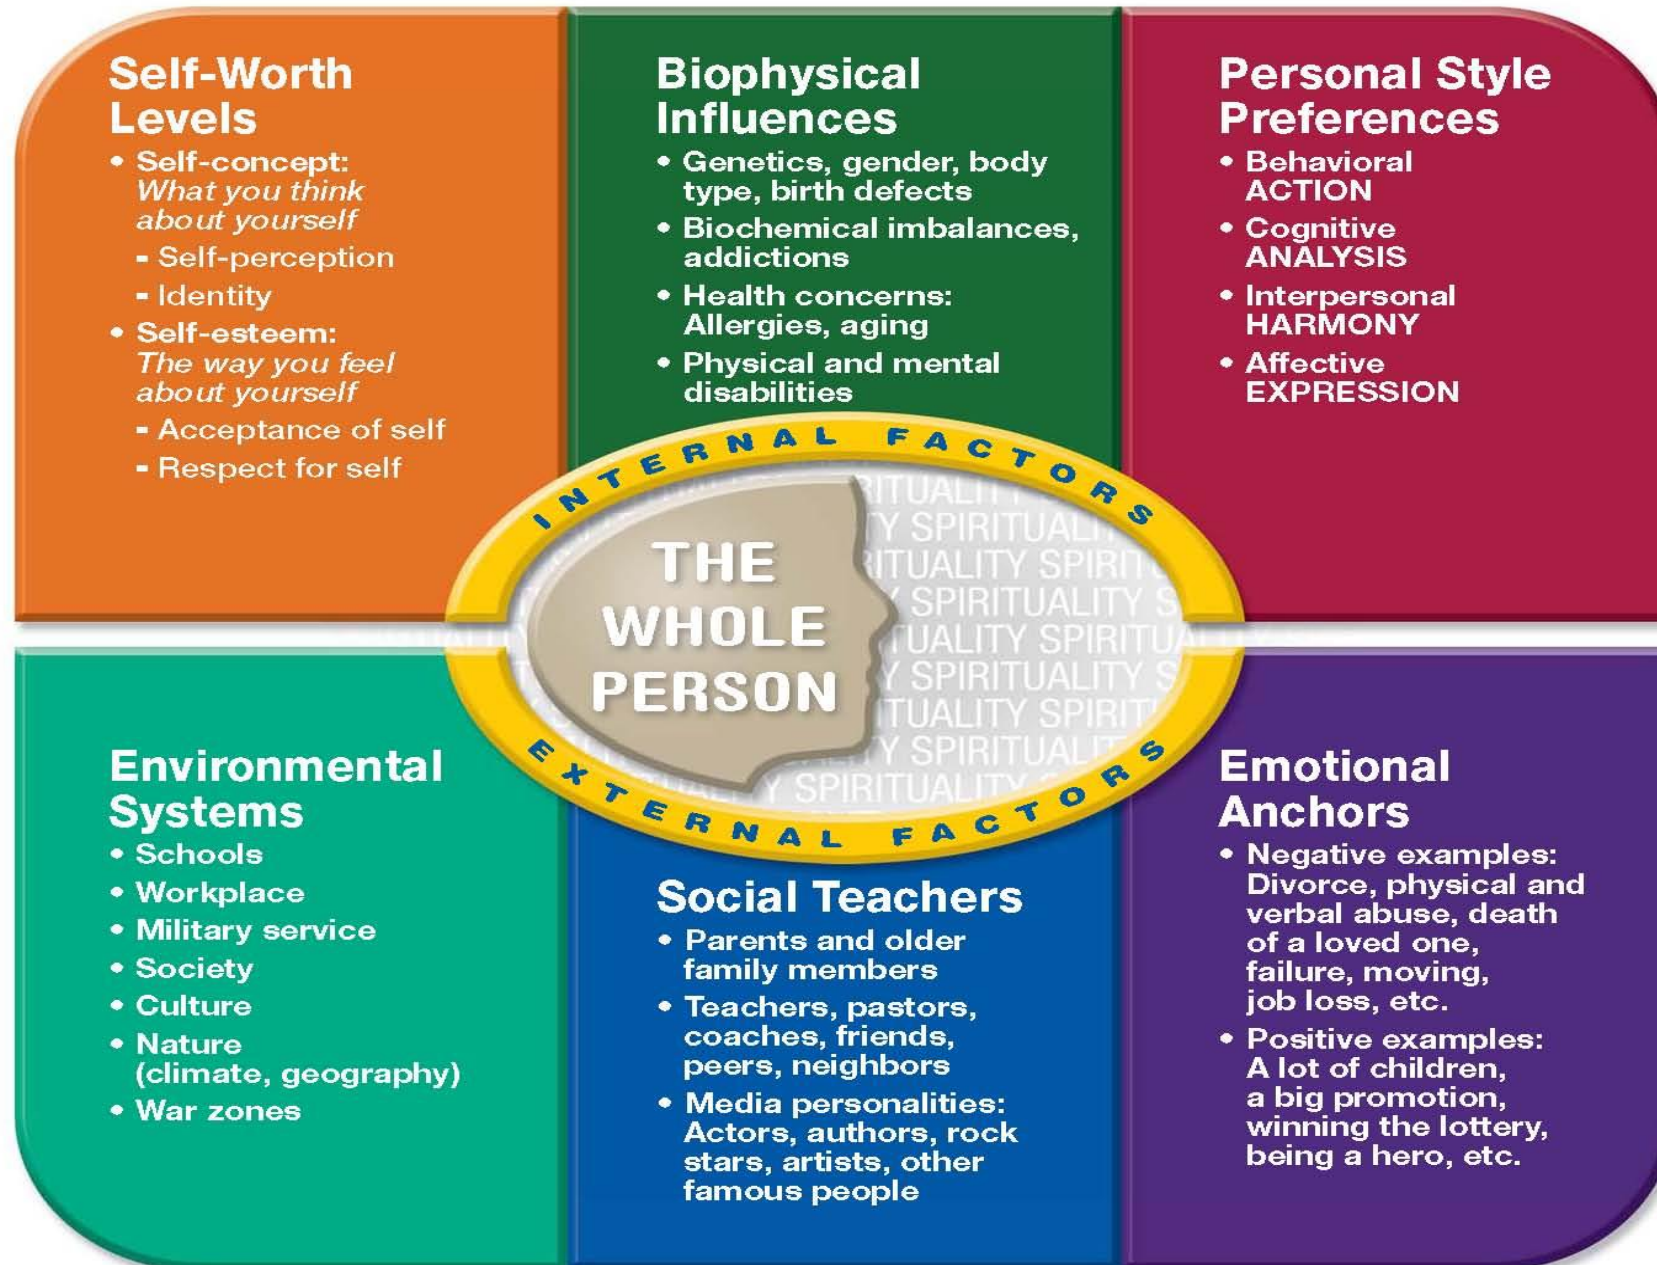 Self-Worth
Levels
• Self-concept:
What you think
about yourself
- Self-perception
- Identity
• Self-esteem:
The way you feel
about yourself
- Acceptance of self
- Respect for self
Biophysical
Influences
• Genetics, gender, body
type, birth defects
• Biochemical imbalances,
addictions
• Health concerns:
Allergies, aging
• Physical and mental
disabilities
Personal Style
Preferences
• Behavioral
ACTION
• Cognitive
ANALYSIS
• Interpersonal
HARMONY
• Affective
EXPRESSION
INTERNAL FACTORS
THE
WHOLE
PERSON
SPIRITUALITY
SPIRITUALITY
SPIRITUALITY
SPIRITUALITY
EXTERNAL FACTORS
Environmental
Systems
• Schools
• Workplace
• Military service
• Society
• Culture
• Nature
(climate, geography)
• War zones
Social Teachers
• Parents and older
family members
• Teachers, pastors,
coaches, friends,
peers, neighbors
• Media personalities:
Actors, authors, rock
stars, artists, other
famous people
Emotional
Anchors
• Negative examples:
Divorce, physical and
verbal abuse, death
of a loved one,
failure, moving,
job loss, etc.
• Positive examples:
A lot of children,
a big promotion,
winning the lottery,
being a hero, etc.